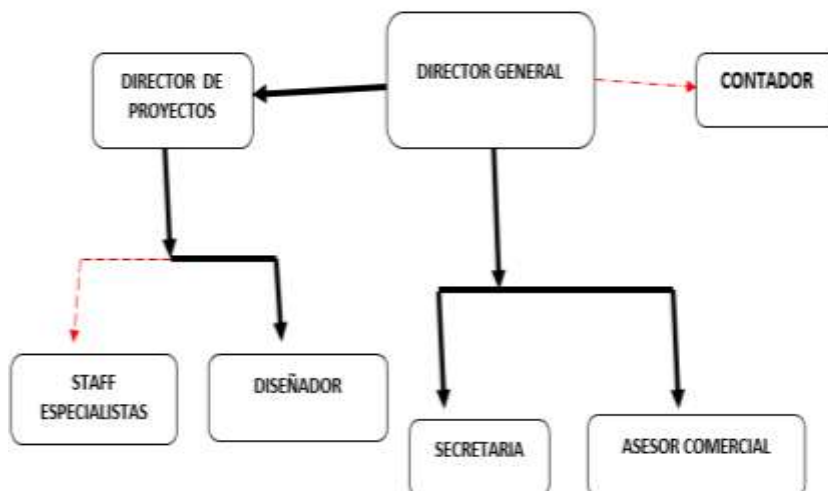 DIRECTOR GENERAL
DIRECTOR DE
PROYECTOS
CONTADOR
STAFF
ESPECIALISTAS
DISEÑADOR
SECRETARIA
ASESOR COMERCIAL